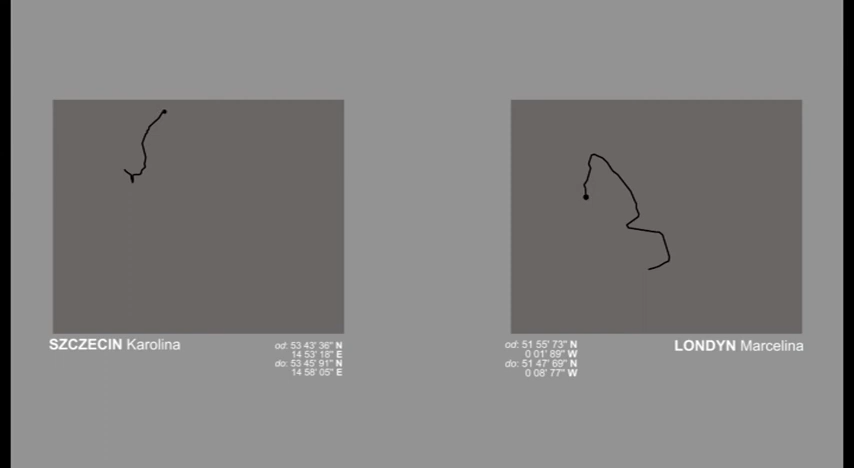 SZCZECIN Karolina
od: 53 43' 36" N
14 53' 18" E
do: 53 45' 91" N
14 58' 05" E
od: 51 55' 73" N
0 01' 89" W
do: 51 47' 69" N
0 08' 77" W
LONDYN Marcelina